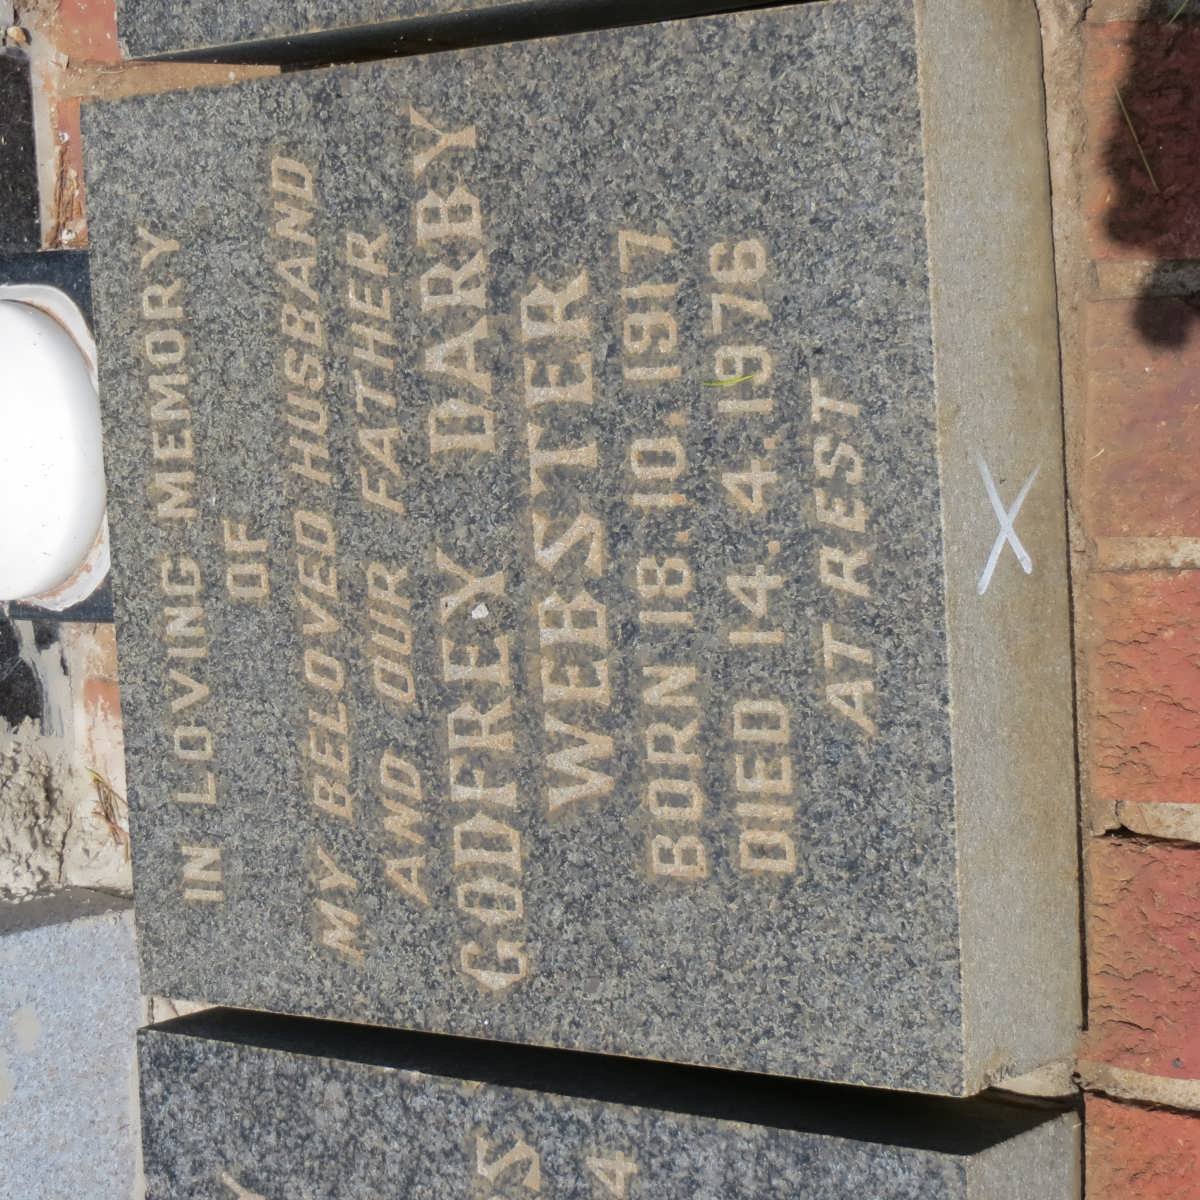 IN LOVING MEMORY
OF
MY BELOVED HUSBAND
AND OUR FATHER
GODFREY DARBY
WEBSTER
BORN 18.10.1917
DIED 14.4.1976
AT REST
X